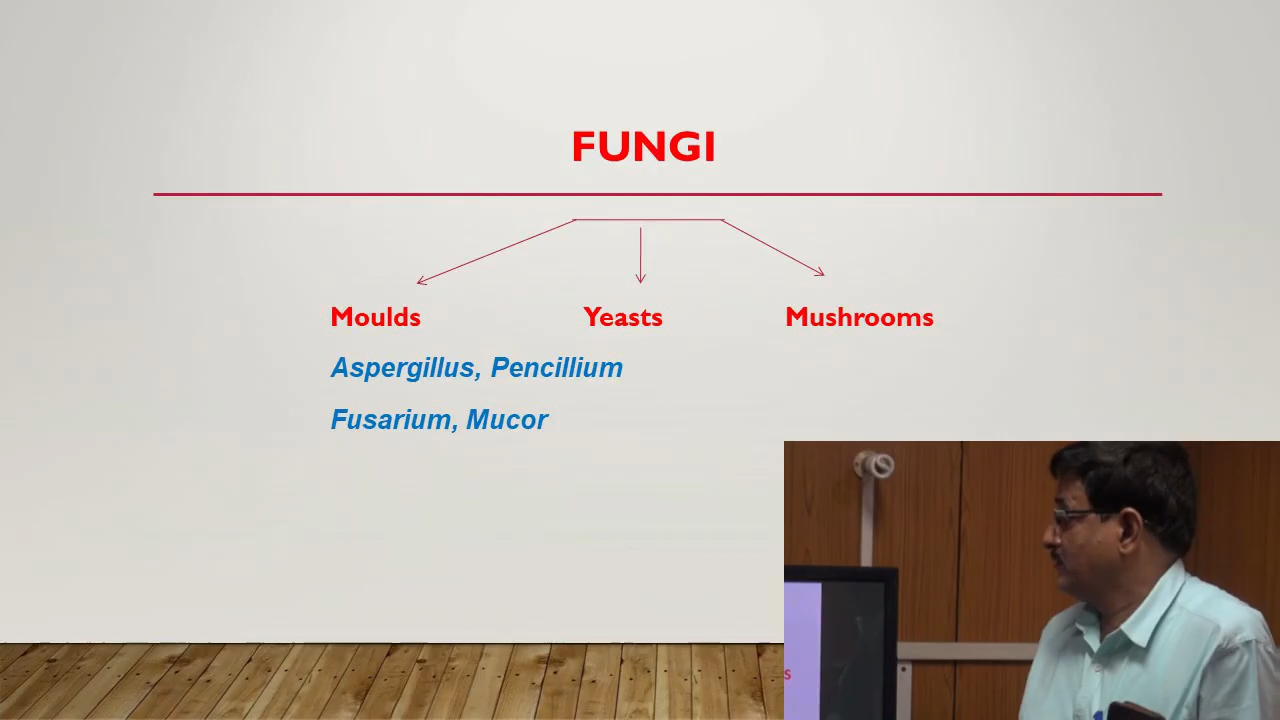 FUNGI
Moulds Yeasts Mushrooms
Aspergillus, Pencillium
Fusarium, Mucor
s